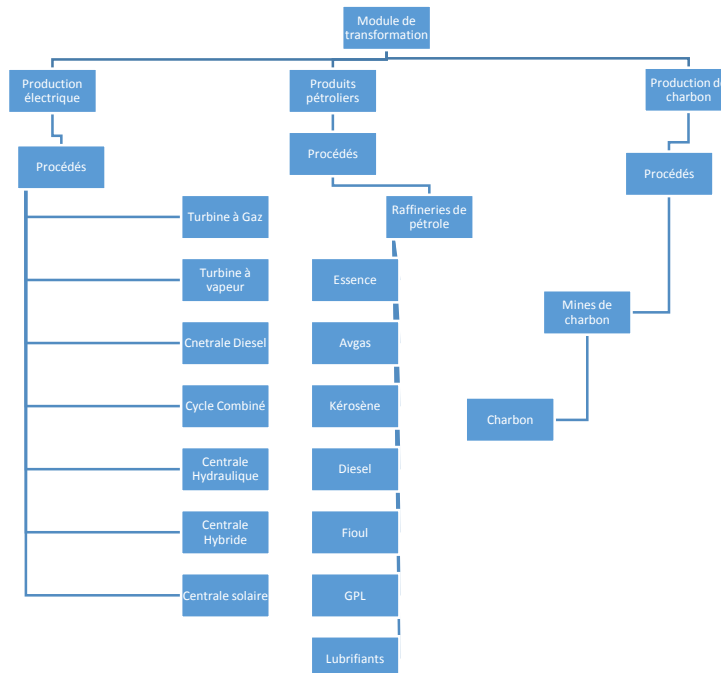 Module de
transformation
Production
électrique
Produits
pétroliers
Production de
charbon
Procédés
Procédés
Procédés
Turbine à Gaz
Raffineries de
pétrole
Turbine à
vapeur
Essence
Mines de
charbon
Cnetrale Diesel
Avgas
Cycle Combiné
Kérosène
Charbon
Centrale
Hydraulique
Diesel
Centrale
Hybride
Fioul
Centrale solaire
GPL
Lubrifiants